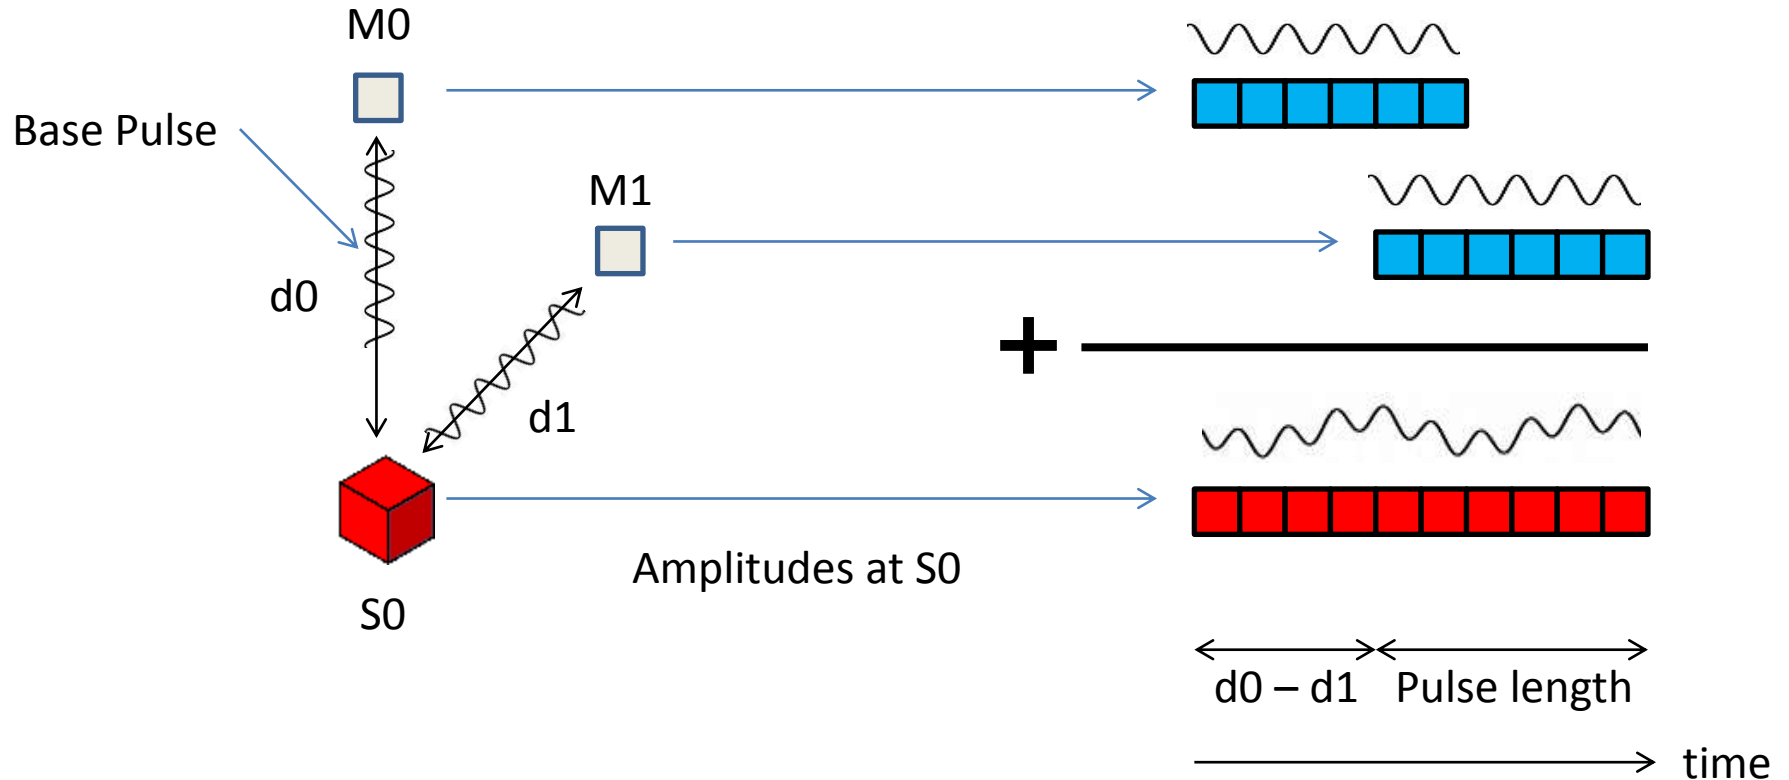 M0
Base Pulse
M1
d0
d1
+
S0
Amplitudes at S0
d0 – d1
Pulse length
time